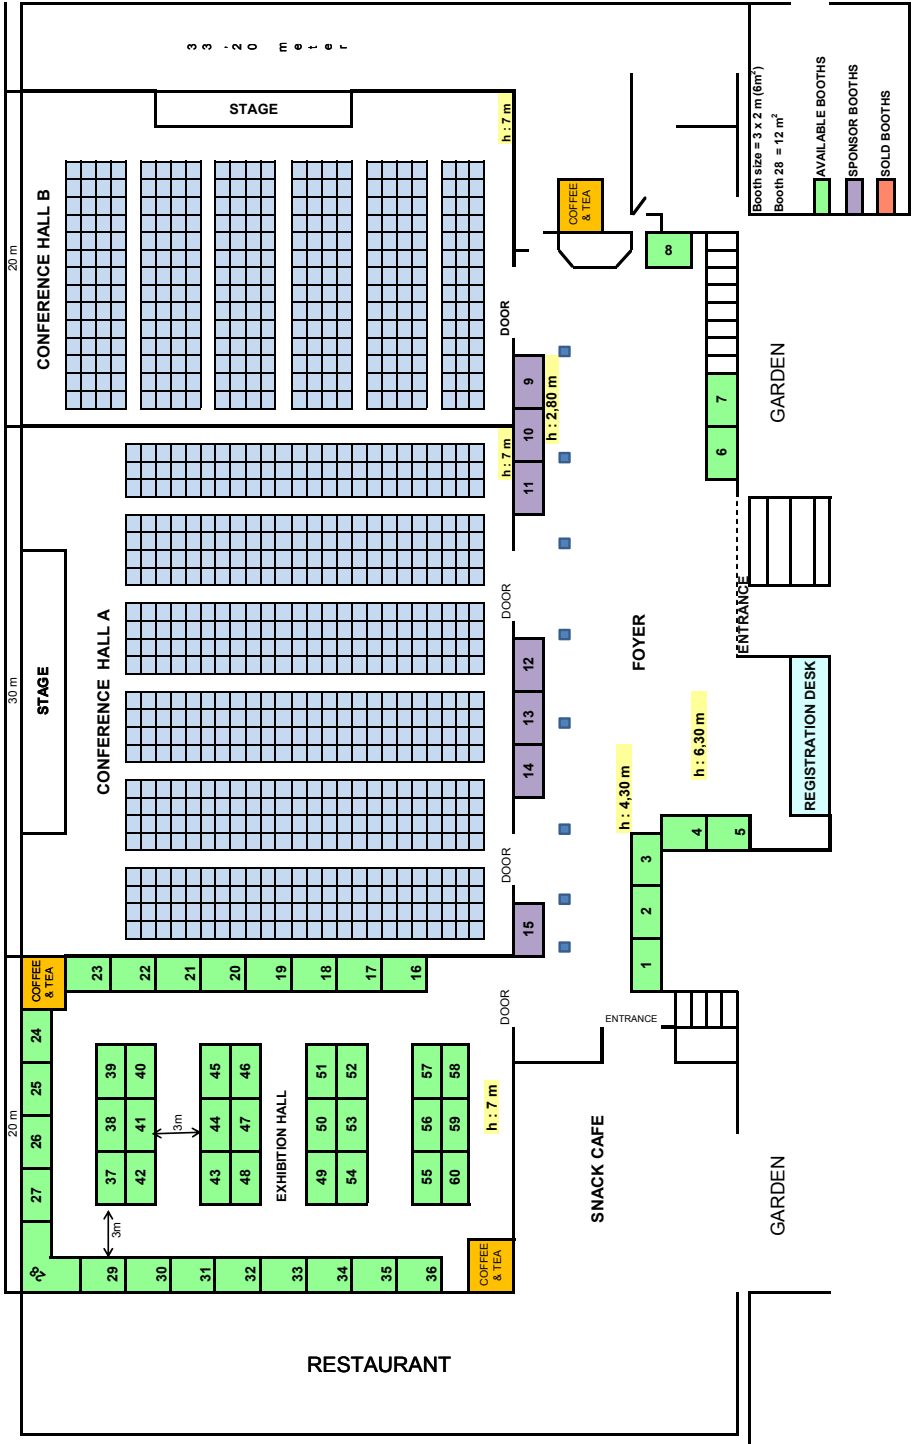 33,20 meter
20 m
30 m
20 m
STAGE
h : 7 m
CONFERENCE HALL B
DOOR
COFFEE
& TEA
8
9
10
11
h : 2,80 m
h : 7 m
7
6
GARDEN
Booth size = 3 x 2 m (6m²)
Booth 28 = 12 m²
AVAILABLE BOOTHS
SPONSOR BOOTHS
SOLD BOOTHS
STAGE
CONFERENCE HALL A
DOOR
12
13
14
DOOR
15
FOYER
ENTRANCE
REGISTRATION DESK
h : 6,30 m
h : 4,30 m
4
5
3
2
1
COFFEE
& TEA
23
22
21
20
19
18
17
16
DOOR
ENTRANCE
24
25
26
27
28
29
30
31
32
33
34
35
36
39
40
38
41
37
42
3m
3m
45
46
44
47
43
48
EXHIBITION HALL
51
52
50
53
49
54
57
58
56
59
55
60
h : 7 m
COFFEE
& TEA
SNACK CAFE
GARDEN
RESTAURANT